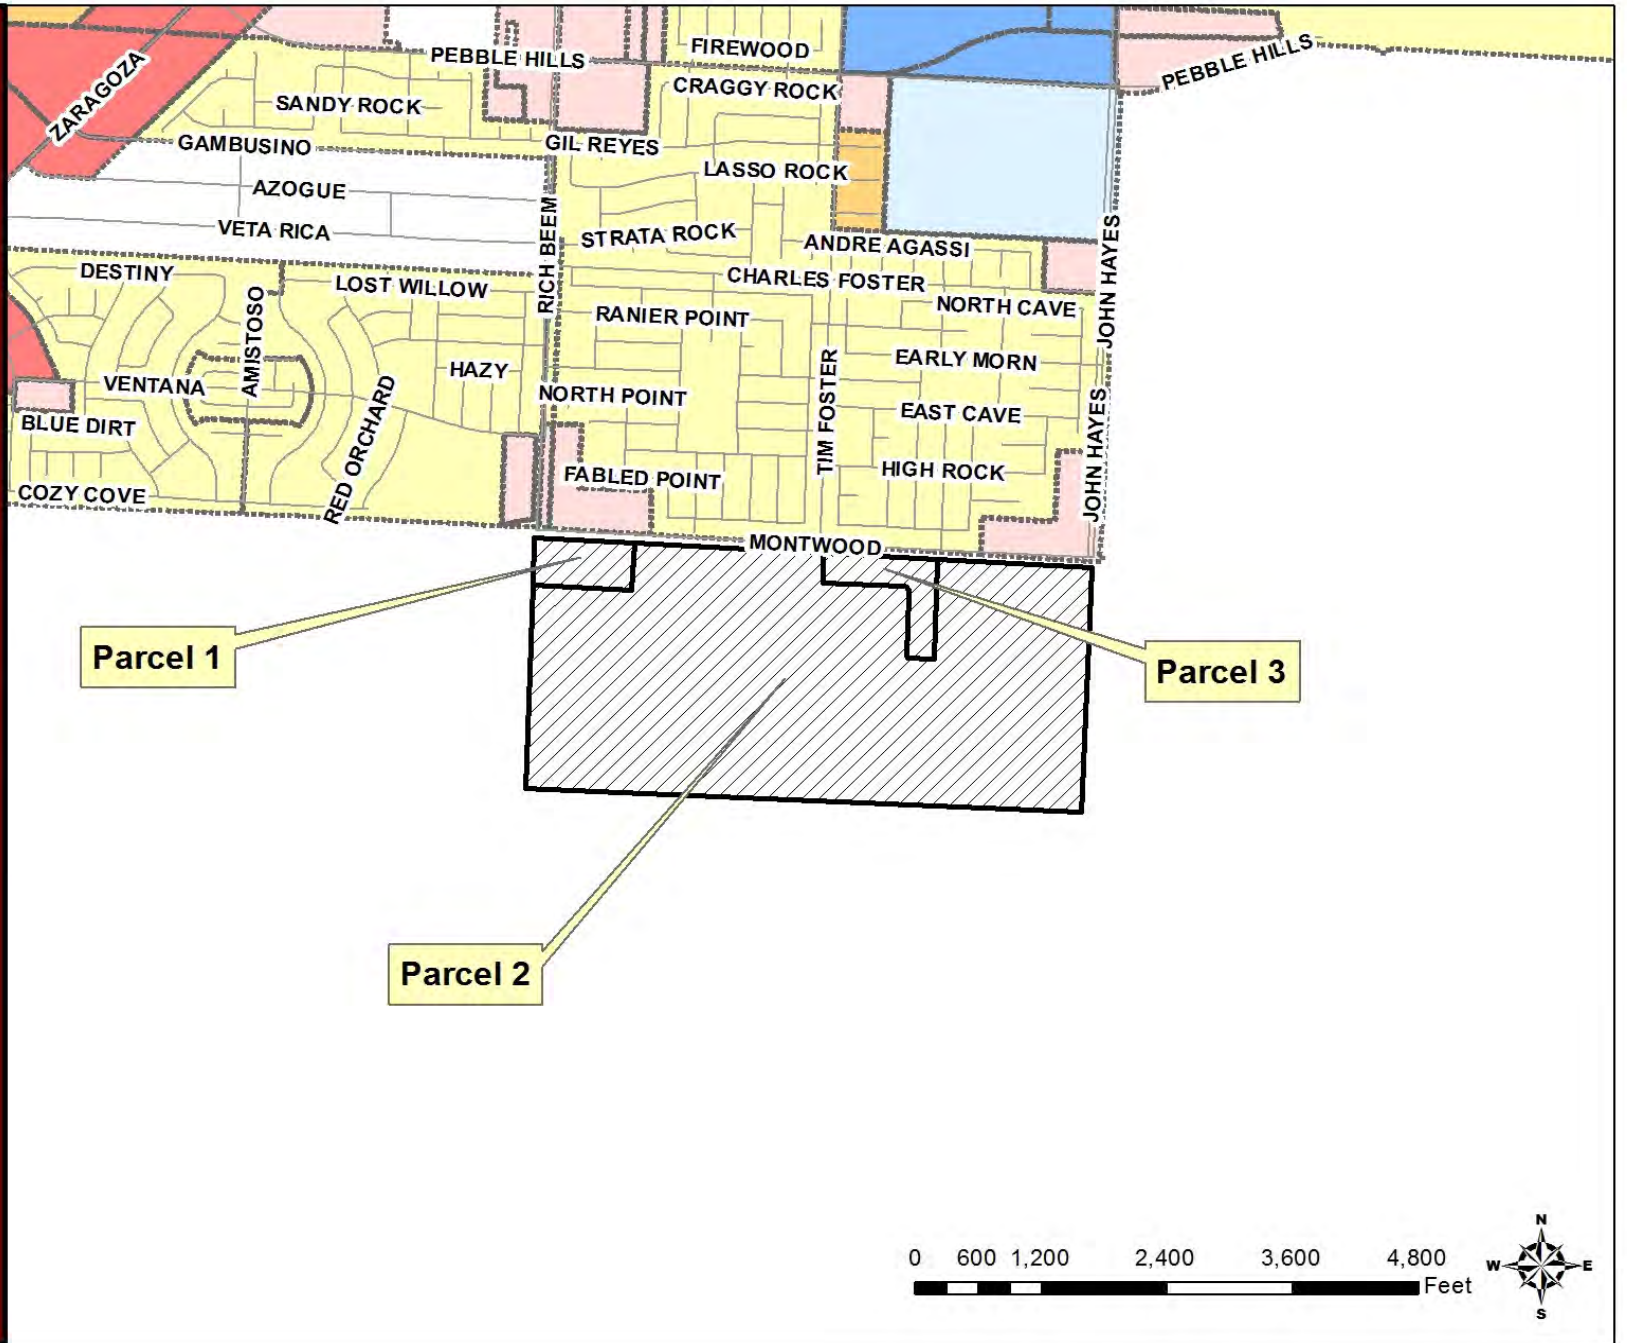 FIREWOOD
PEBBLE HILLS
PEBBLE HILLS
ZARAGOZA
SANDY ROCK
CRAGGY ROCK
GAMBUSINO
GIL REYES
AZOGUE
LASSO ROCK
VETA RICA
RICH BEEM
STRATA ROCK
ANDRE AGASSI
JOHN HAYES
DESTINY
LOST WILLOW
CHARLES FOSTER
NORTH CAVE
AMISTOSO
RANIER POINT
EARLY MORN
VENTANA
HAZY
NORTH POINT
TIM FOSTER
EAST CAVE
JOHN HAYES
BLUE DIRT
RED ORCHARD
FABLED POINT
HIGH ROCK
COZY COVE
MONTWOOD
Parcel 1
Parcel 3
Parcel 2
N
W E
S
0 600 1,200 2,400 3,600 4,800
Feet